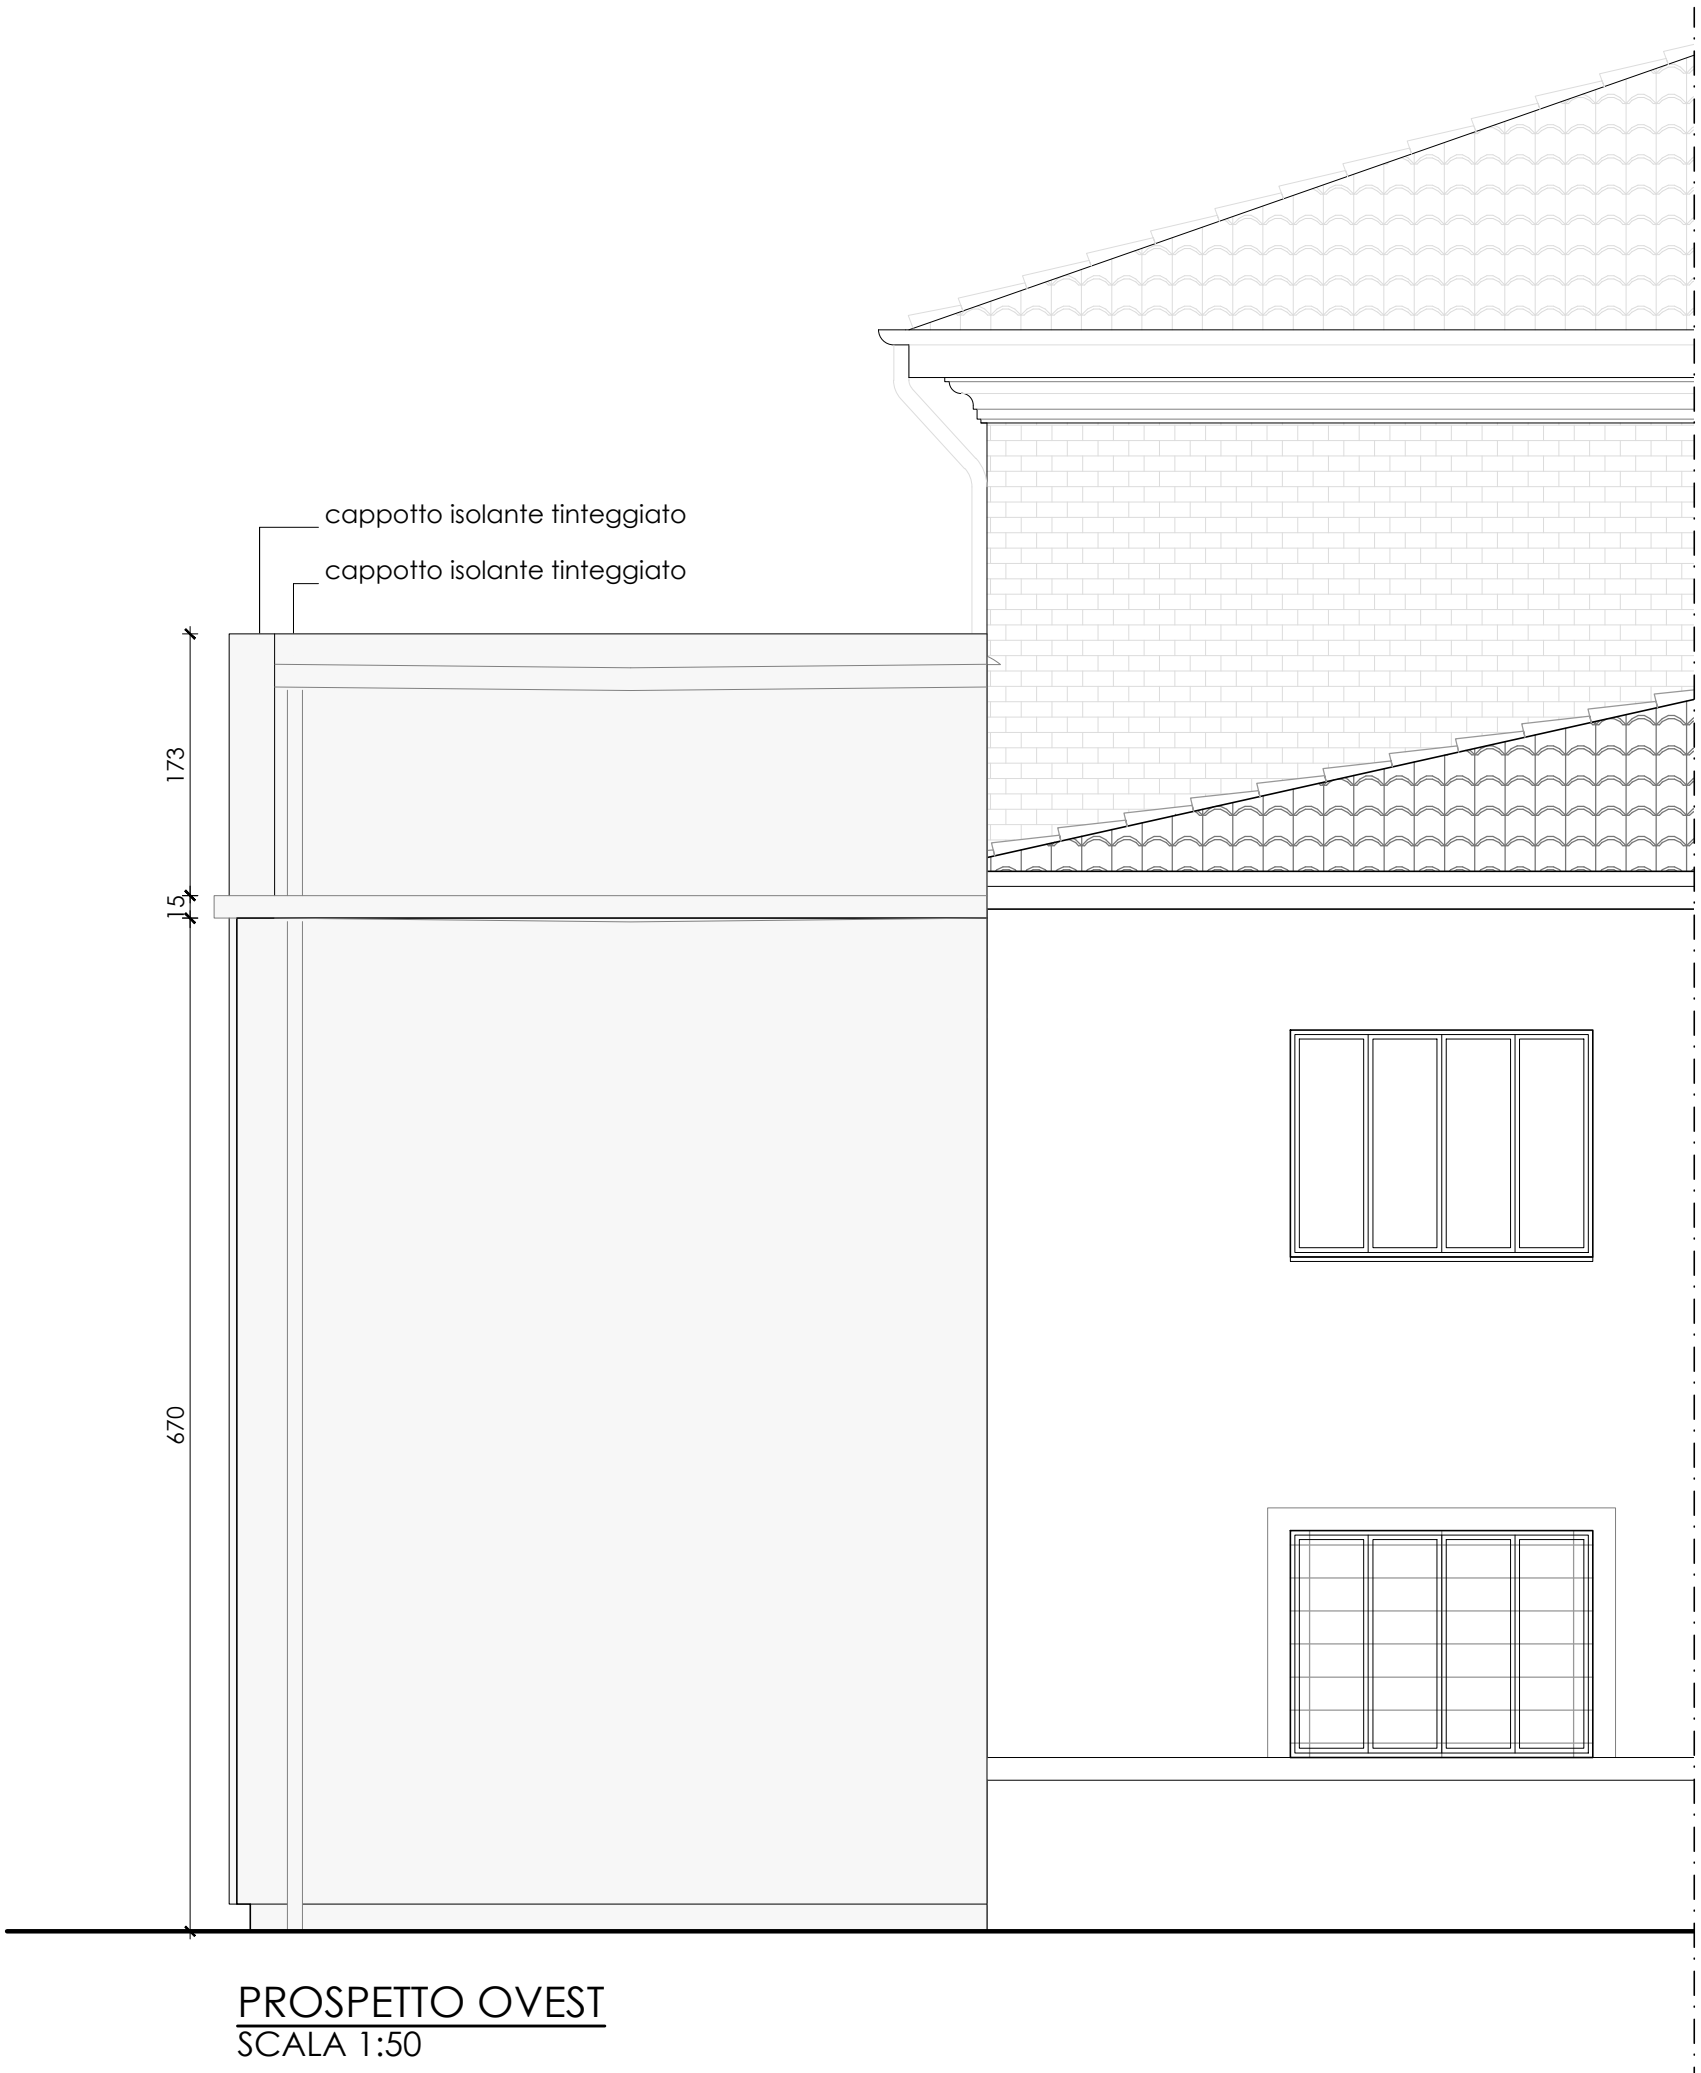 cappotto isolante tinteggiato
cappotto isolante tinteggiato
173
15
670
PROSPETTO OVEST
SCALA 1:50